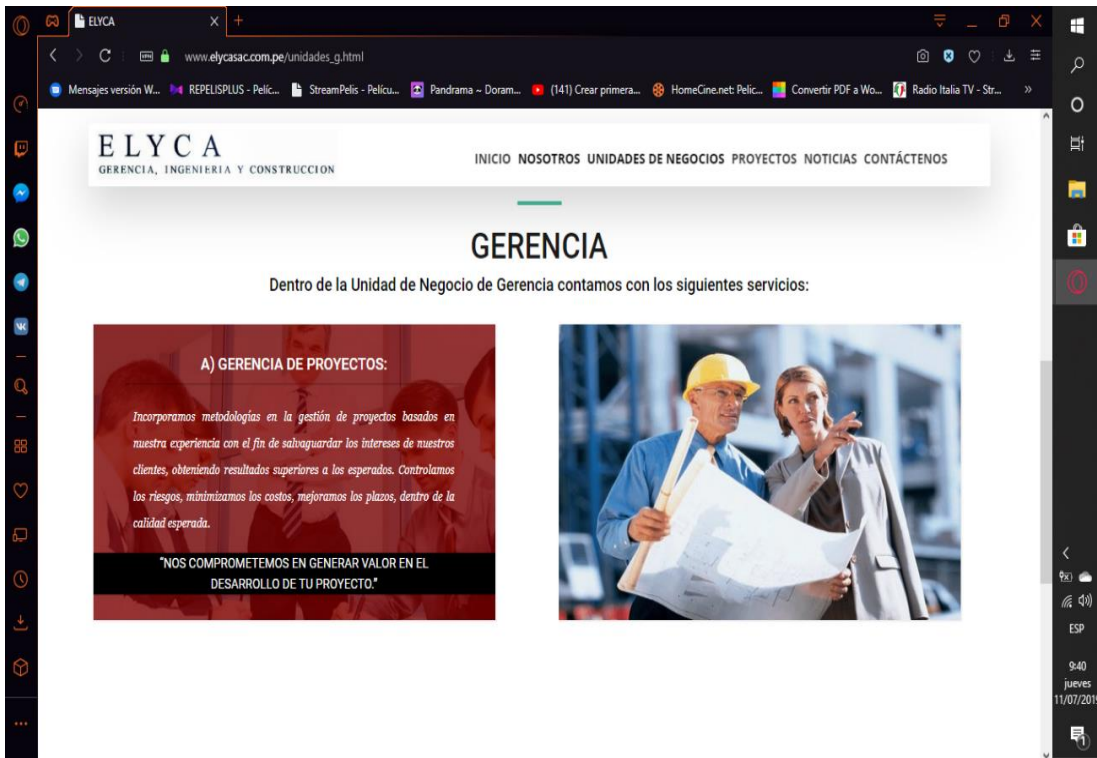 ELYCA
www.elycasac.com.pe/unidades_g.html
Mensajes versión W... REPELISPLUS - Pelíc... StreamPelis - Pelícu... Pandrama ~ Doram... (141) Crear primera... HomeCine.net: Pelic... Convertir PDF a Wo... Radio Italia TV - Str... »
ELYCA
GERENCIA, INGENIERIA Y CONSTRUCCION
INICIO NOSOTROS UNIDADES DE NEGOCIOS PROYECTOS NOTICIAS CONTÁCTENOS
GERENCIA
Dentro de la Unidad de Negocio de Gerencia contamos con los siguientes servicios:
A) GERENCIA DE PROYECTOS:
Incorporamos metodologías en la gestión de proyectos basados en
nuestra experiencia con el fin de salvaguardar los intereses de nuestros
clientes, obteniendo resultados superiores a los esperados. Controlamos
los riesgos, minimizamos los costos, mejoramos los plazos, dentro de la
calidad esperada.
"NOS COMPROMETEMOS EN GENERAR VALOR EN EL
DESARROLLO DE TU PROYECTO."
ESP
9:40
jueves
11/07/201